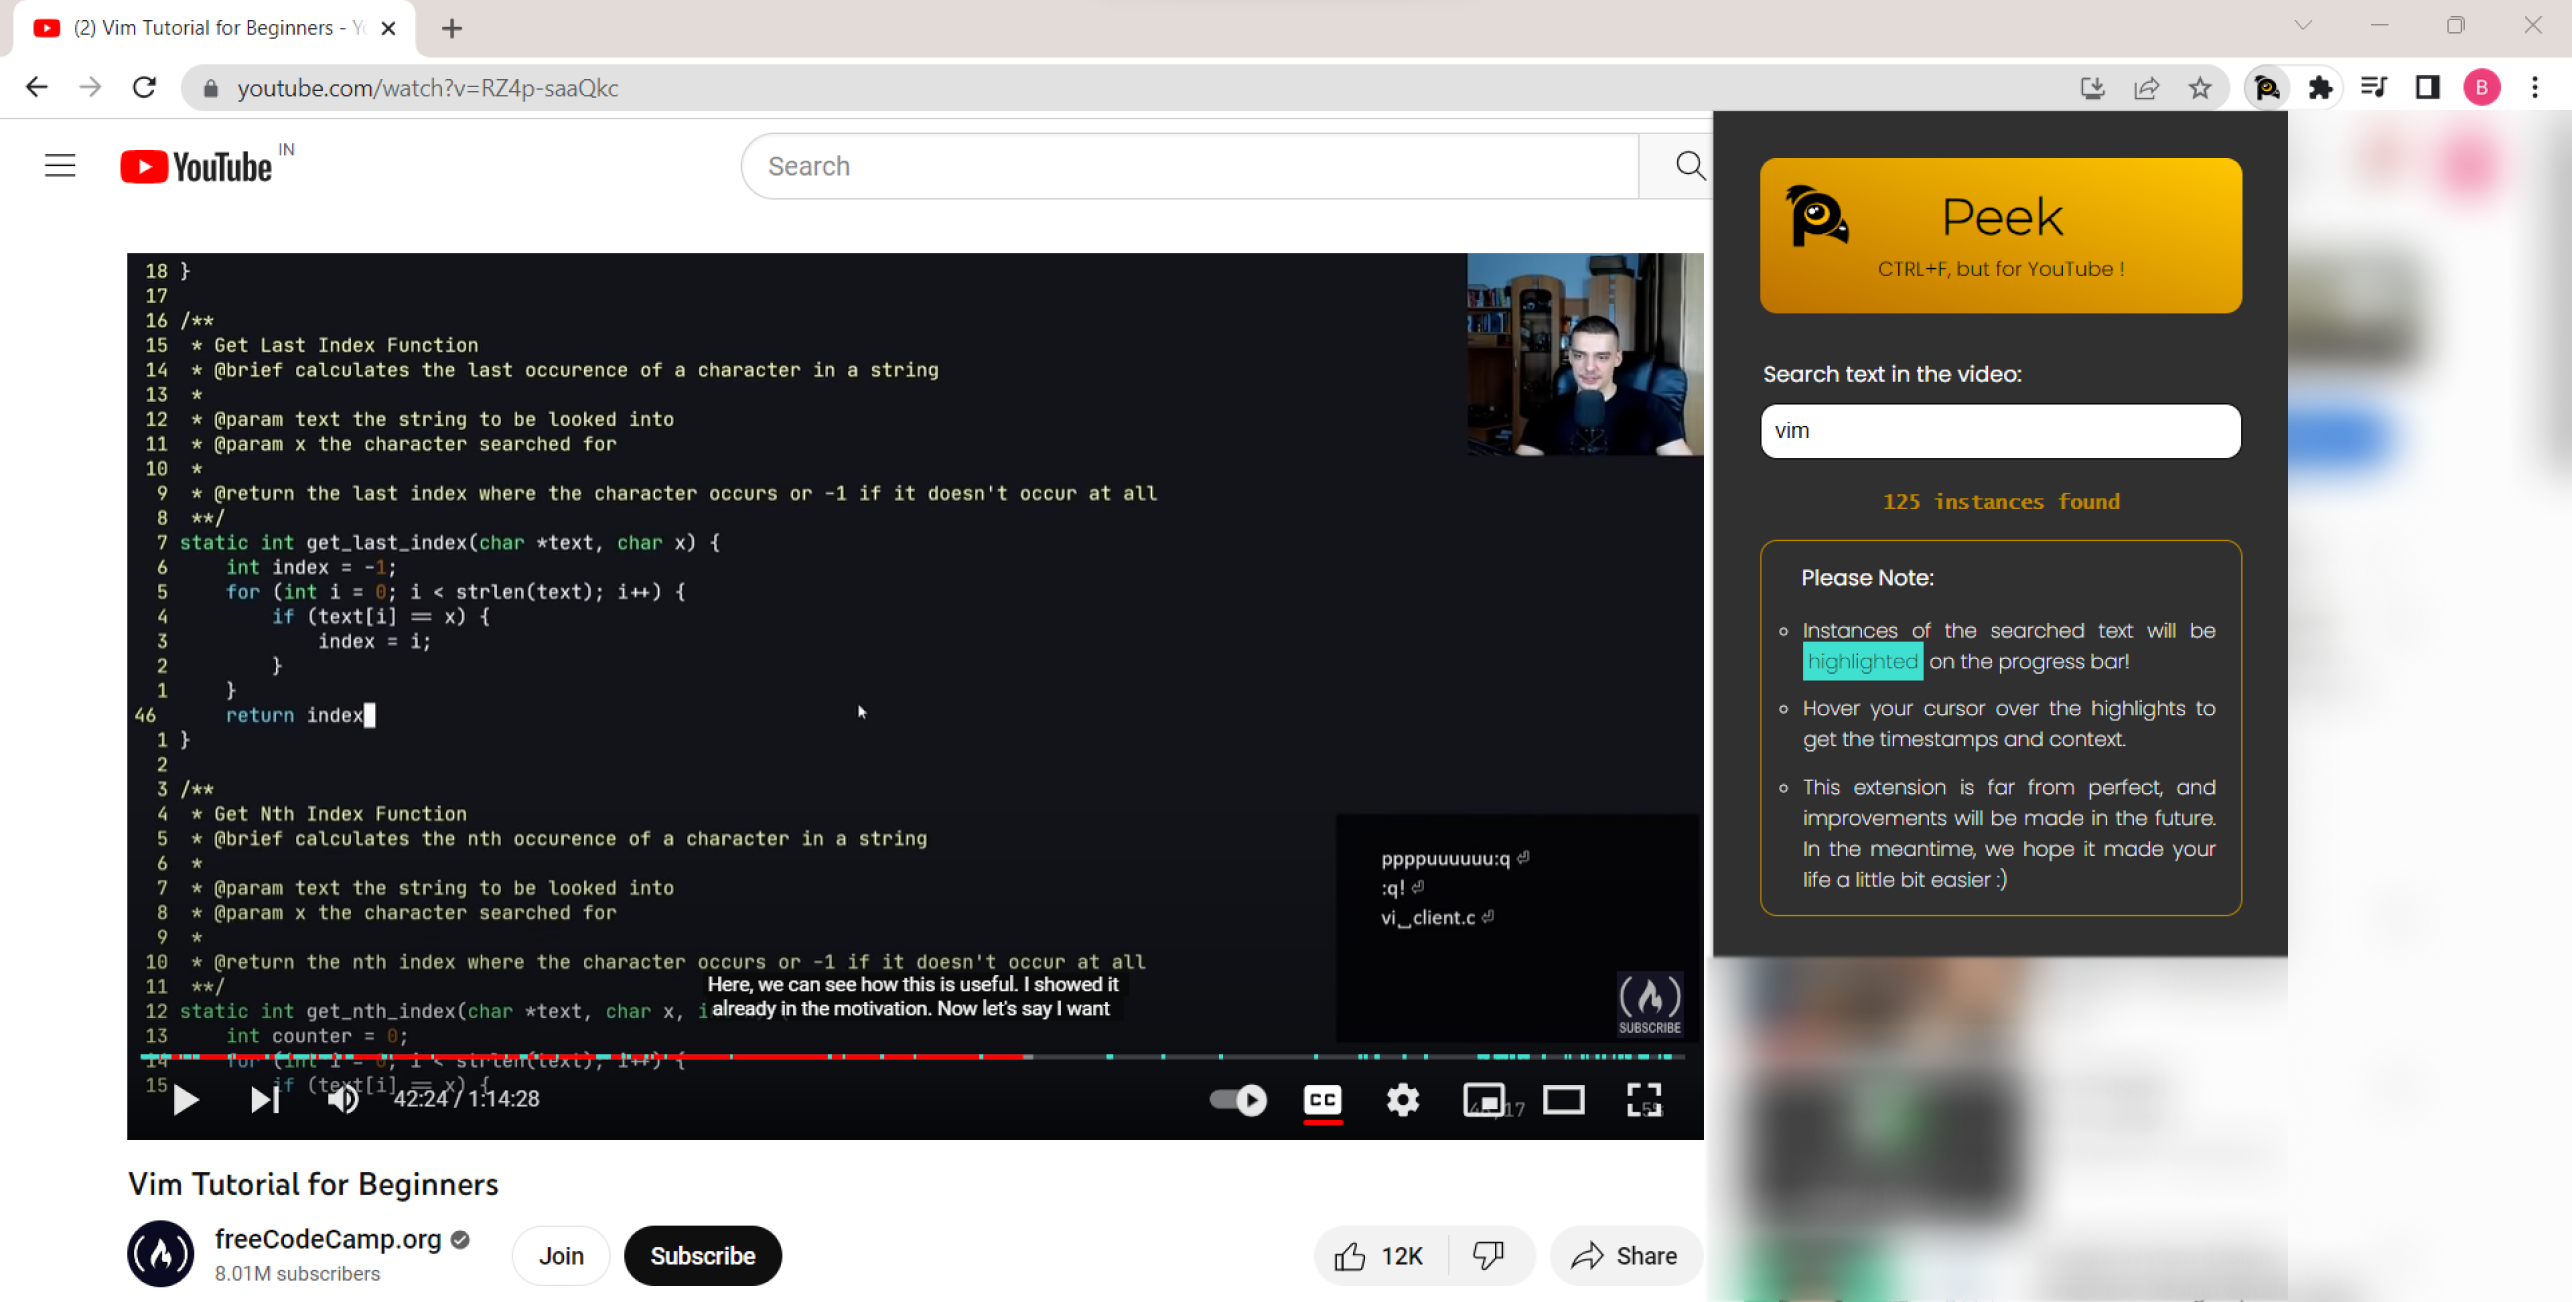 (2) Vim Tutorial for Beginners - Yo
youtube.com/watch?v=RZ4p-saaQkc
B
YouTube IN
Search
18 }
17
16 /**
15  * Get Last Index Function
14  * @brief calculates the last occurence of a character in a string
13  *
12  * @param text the string to be looked into
11  * @param x the character searched for
10  *
9  * @return the last index where the character occurs or -1 if it doesn't occur at all
8  **/
7 static int get_last_index(char *text, char x) {
6     int index = -1;
5     for (int i = 0; i < strlen(text); i++) {
4         if (text[i] == x) {
3             index = i;
2         }
1     }
46     return index
1 }
2
3 /**
4  * Get Nth Index Function
5  * @brief calculates the nth occurence of a character in a string
6  *
7  * @param text the string to be looked into
8  * @param x the character searched for
9  *
10  * @return the nth index where the character occurs or -1 if it doesn't occur at all
11  **/
12 static int get_nth_index(char *text, char x, i
13     int counter = 0;
14     for (int i = 0; i < strlen(text); i++) {
15         if (text[i] == x) {
Here, we can see how this is useful. I showed it
already in the motivation. Now let's say I want
ppppuuuuuu:q ⏎
:q! ⏎
vi␣client.c ⏎
SUBSCRIBE
42:24 / 1:14:28
CC
Vim Tutorial for Beginners
freeCodeCamp.org
8.01M subscribers
Join
Subscribe
12K
Share
Peek
CTRL+F, but for YouTube !
Search text in the video:
vim
125 instances found
Please Note:
Instances of the searched text will be
highlighted on the progress bar!
Hover your cursor over the highlights to
get the timestamps and context.
This extension is far from perfect, and
improvements will be made in the future.
In the meantime, we hope it made your
life a little bit easier :)